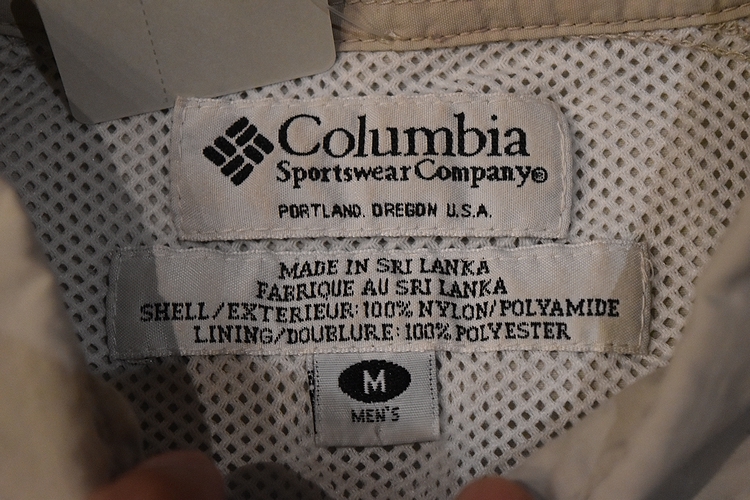 Columbia
Sportswear Company®
PORTLAND, OREGON U.S.A.
MADE IN SRI LANKA
FABRIQUE AU SRI LANKA
SHELL/EXTERIEUR: 100% NYLON/POLYAMIDE
LINING/DOUBLURE: 100% POLYESTER
M
MEN'S